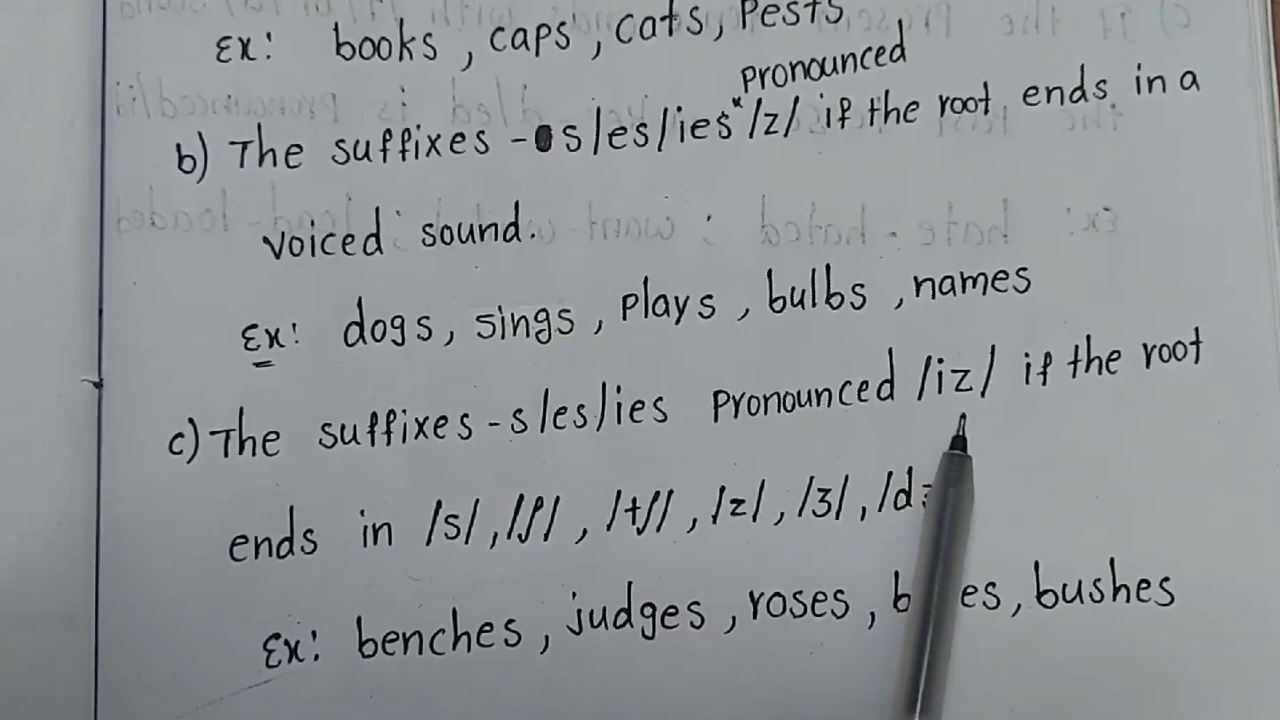 Ex: books, caps, cats, Pests
pronounced
b) The suffixes -s/es/ies /z/ if the root ends in a
voiced sound.
Ex: dogs, sings, plays, bulbs, names
c) The suffixes -s/es/ies pronounced /iz/ if the root
ends in /s/, /ʃ/, /tʃ/, /z/, /ʒ/,
Ex: benches, judges, roses, bushes